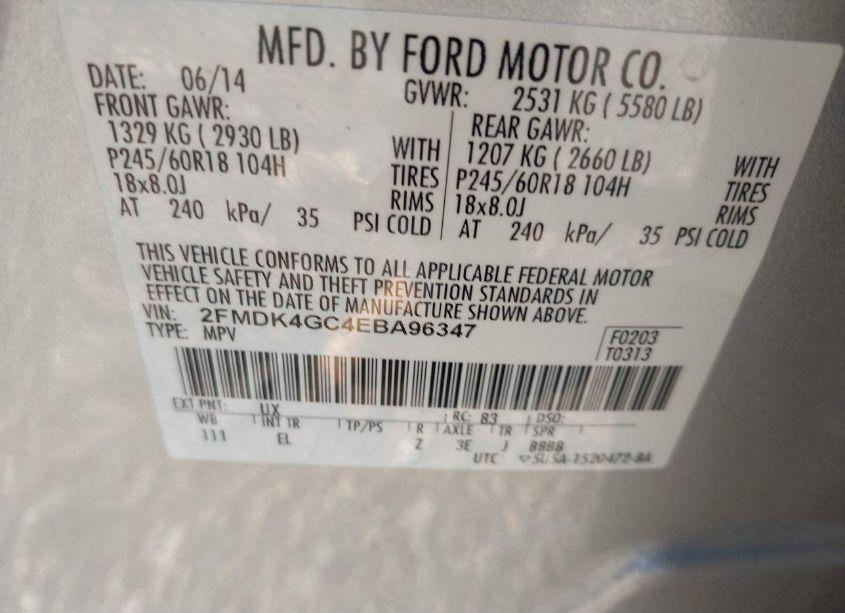 MFD. BY FORD MOTOR CO.
DATE: 06/14
GVWR: 2531 KG ( 5580 LB)
FRONT GAWR:
1329 KG ( 2930 LB)
P245/60R18 104H
18x8.0J
AT 240 kPa/ 35 PSI COLD
WITH
TIRES
RIMS
REAR GAWR:
1207 KG ( 2660 LB)
P245/60R18 104H
18x8.0J
AT 240 kPa/ 35 PSI COLD
WITH
TIRES
RIMS
THIS VEHICLE CONFORMS TO ALL APPLICABLE FEDERAL MOTOR
VEHICLE SAFETY AND THEFT PREVENTION STANDARDS IN
EFFECT ON THE DATE OF MANUFACTURE SHOWN ABOVE.
VIN: 2FMDK4GC4EBA96347
TYPE: MPV
F0203
T0313
EXT PNT: UX RC: 83 DSO:
WB INT TR TP/PS R AXLE TR SPR
111 EL Z 3E J BBBB
UTC 5U5A-1520472-BA